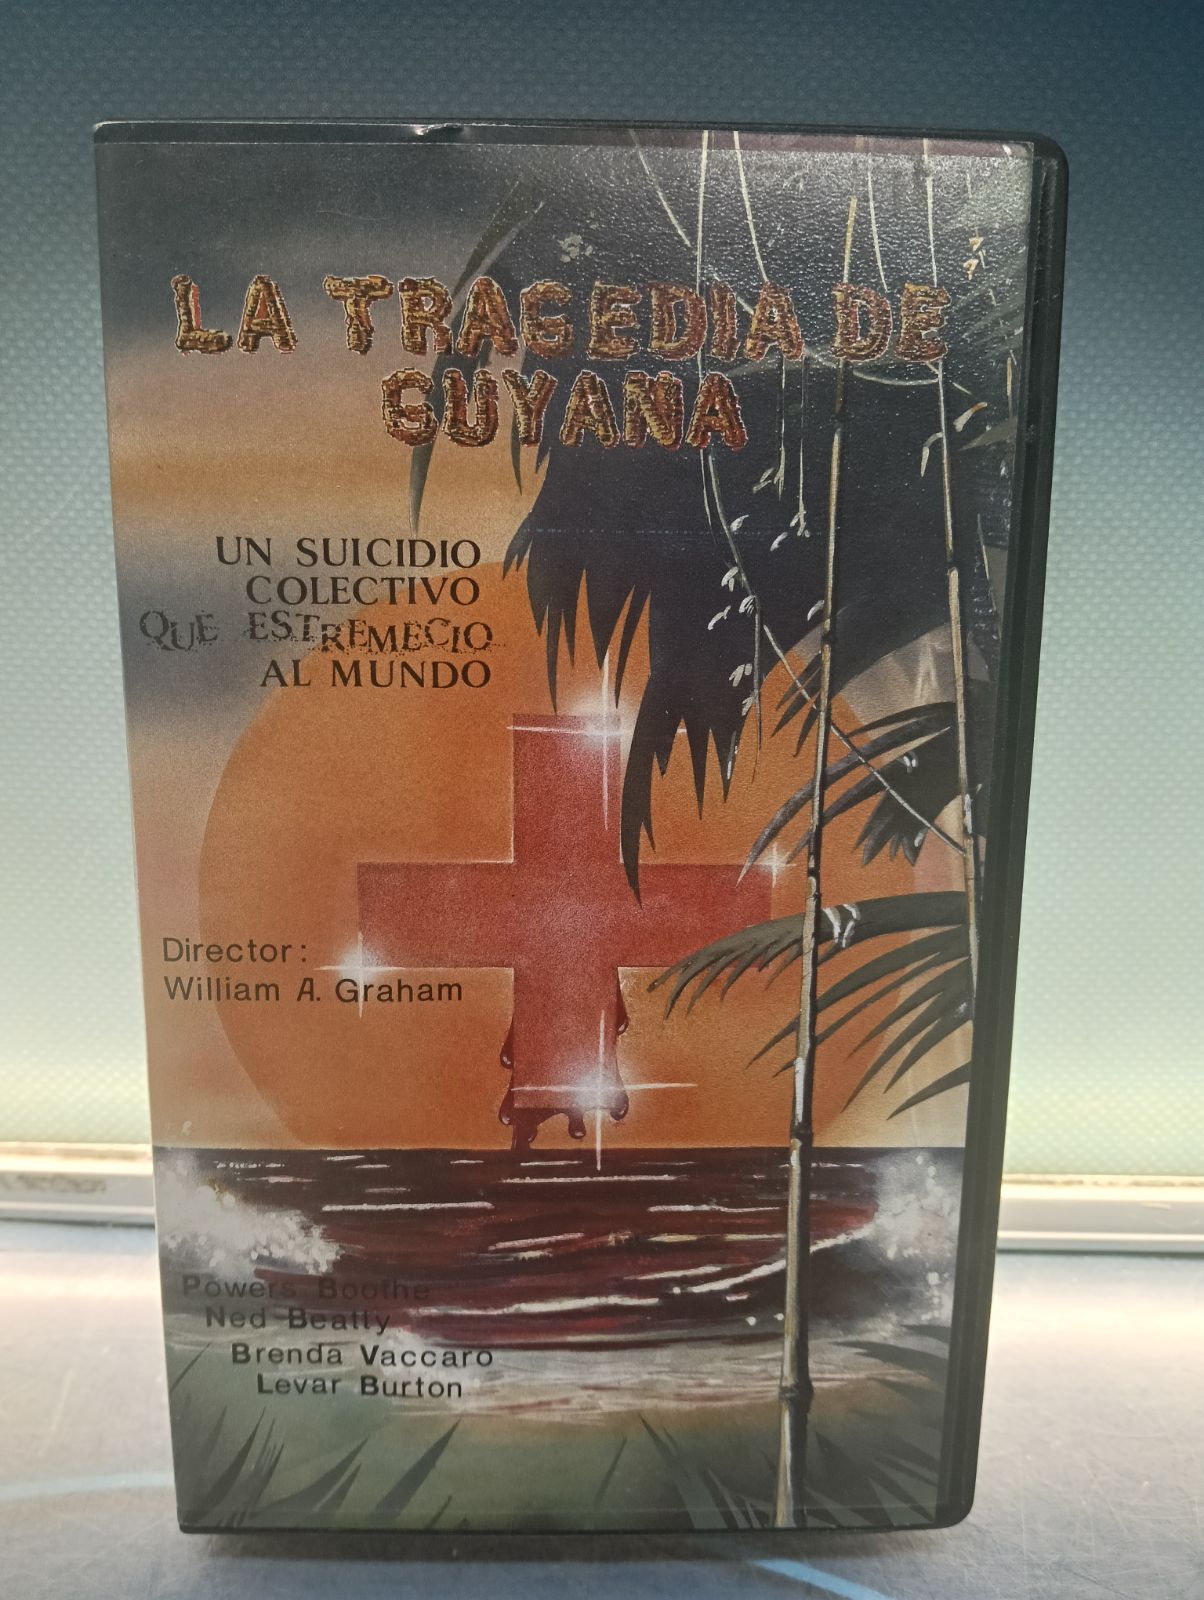 LA TRAGEDIA DE
GUYANA
UN SUICIDIO
COLECTIVO
QUE ESTREMECIO
AL MUNDO
Director:
William A. Graham
Powers Boothe
Ned Beatty
Brenda Vaccaro
Levar Burton